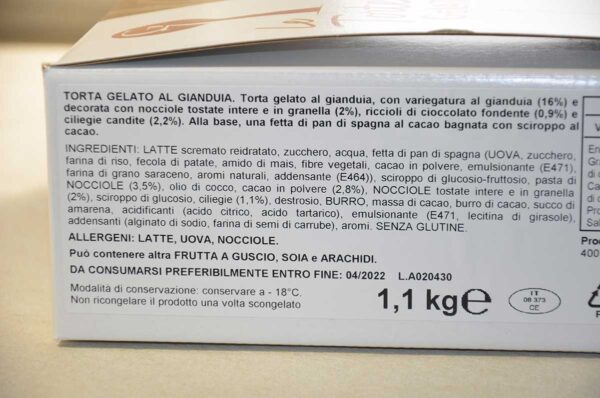 TORTA GELATO AL GIANDUIA. Torta gelato al gianduia, con variegatura al gianduia (16%) e
decorata con nocciole tostate intere e in granella (2%), riccioli di cioccolato fondente (0,9%) e
ciliegie candite (2,2%). Alla base, una fetta di pan di spagna al cacao bagnata con sciroppo al
cacao.
INGREDIENTI: LATTE scremato reidratato, zucchero, acqua, fetta di pan di spagna (UOVA, zucchero,
farina di riso, fecola di patate, amido di mais, fibre vegetali, cacao in polvere, emulsionante (E471),
farina di grano saraceno, aromi naturali, addensante (E464)), sciroppo di glucosio-fruttosio, pasta di
NOCCIOLE (3,5%), olio di cocco, cacao in polvere (2,8%), NOCCIOLE tostate intere e in granella
(2%), sciroppo di glucosio, ciliegie (1,1%), destrosio, BURRO, massa di cacao, burro di cacao, succo di
amarena, acidificanti (acido citrico, acido tartarico), emulsionante (E471, lecitina di girasole),
addensanti (alginato di sodio, farina di semi di carrube), aromi. SENZA GLUTINE.
ALLERGENI: LATTE, UOVA, NOCCIOLE.
Può contenere altra FRUTTA A GUSCIO, SOIA e ARACHIDI.
DA CONSUMARSI PREFERIBILMENTE ENTRO FINE: 04/2022 L.A020430
Modalità di conservazione: conservare a - 18°C.
Non ricongelare il prodotto una volta scongelato
1,1 kg e
IT
08 373
CE
V
En
Gra
di c
Ca
di c
Pro
Sal
Prod
400